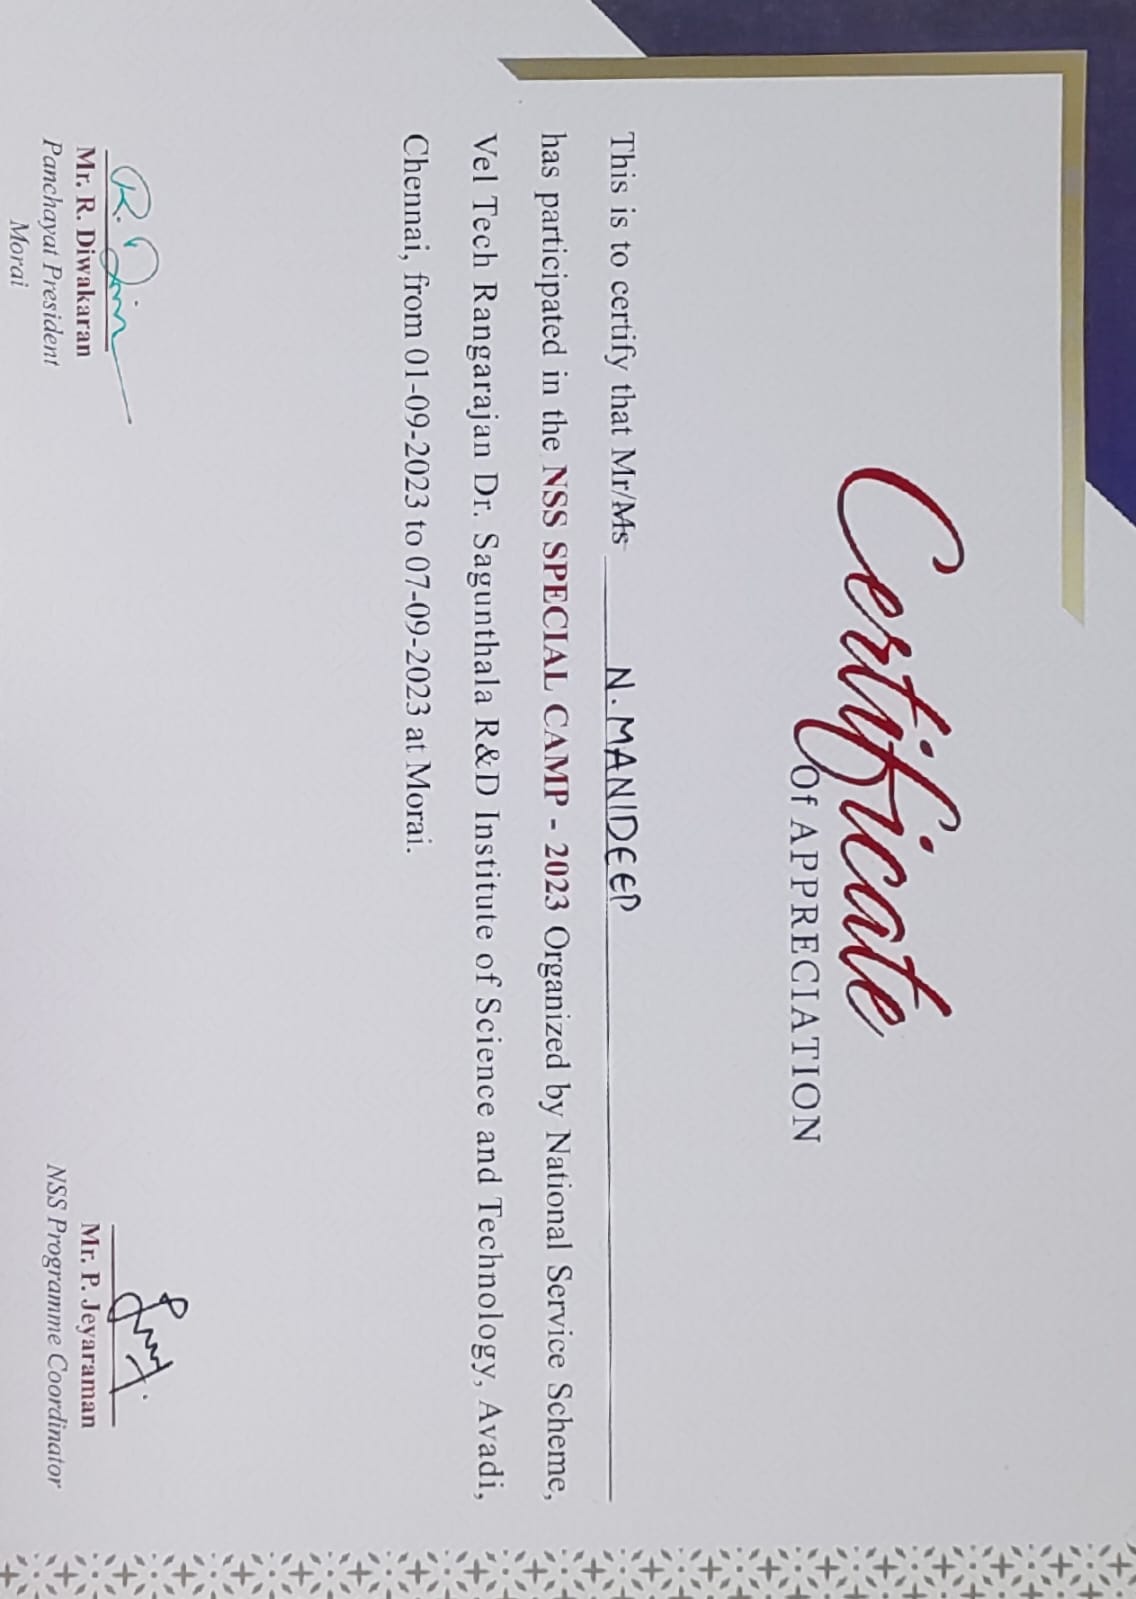 Certificate
Of APPRECIATION
This is to certify that Mr/Ms N. MANIDEEP
has participated in the NSS SPECIAL CAMP - 2023 Organized by National Service Scheme,
Vel Tech Rangarajan Dr. Sagunthala R&D Institute of Science and Technology, Avadi,
Chennai, from 01-09-2023 to 07-09-2023 at Morai.
Mr. R. Diwakaran
Panchayat President
Morai
Mr. P. Jeyaraman
NSS Programme Coordinator